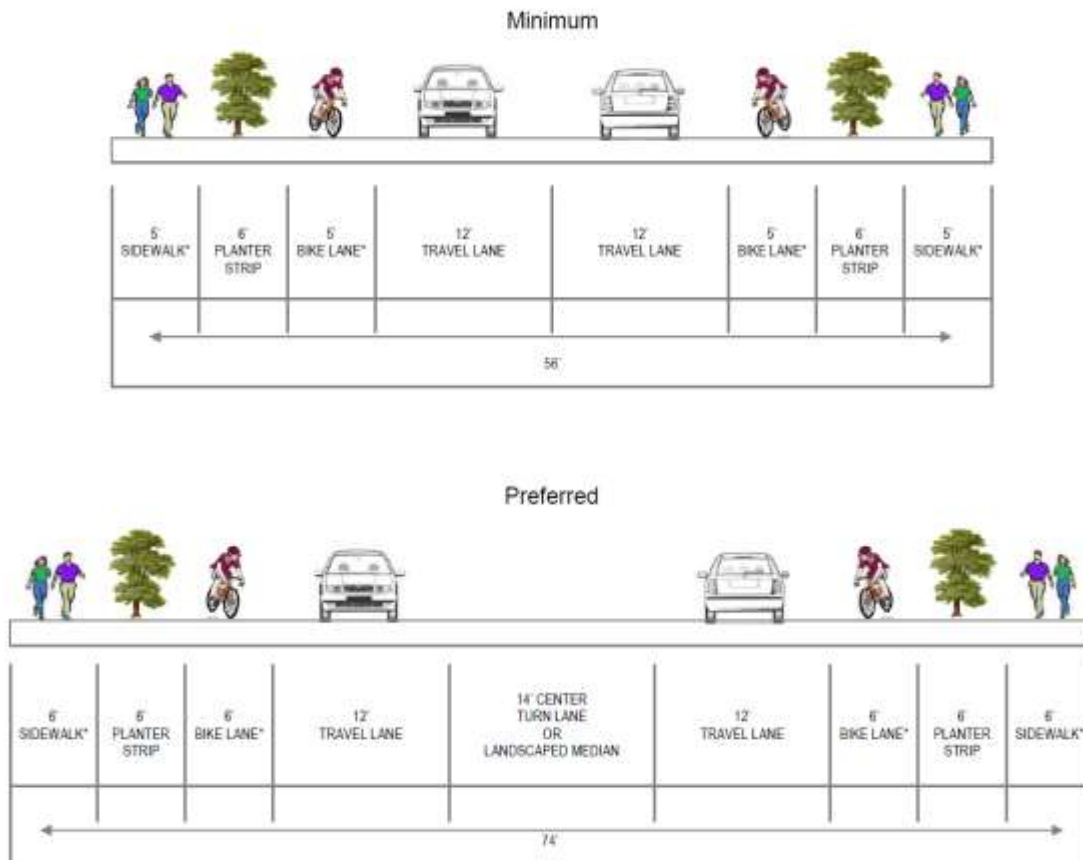 Minimum
5'
SIDEWALK*
6'
PLANTER
STRIP
5'
BIKE LANE*
12'
TRAVEL LANE
12'
TRAVEL LANE
5'
BIKE LANE*
6'
PLANTER
STRIP
5'
SIDEWALK*
56'
Preferred
6'
SIDEWALK*
6'
PLANTER
STRIP
6'
BIKE LANE*
12'
TRAVEL LANE
14' CENTER
TURN LANE
OR
LANDSCAPED MEDIAN
12'
TRAVEL LANE
6'
BIKE LANE*
6'
PLANTER
STRIP
6'
SIDEWALK*
74'